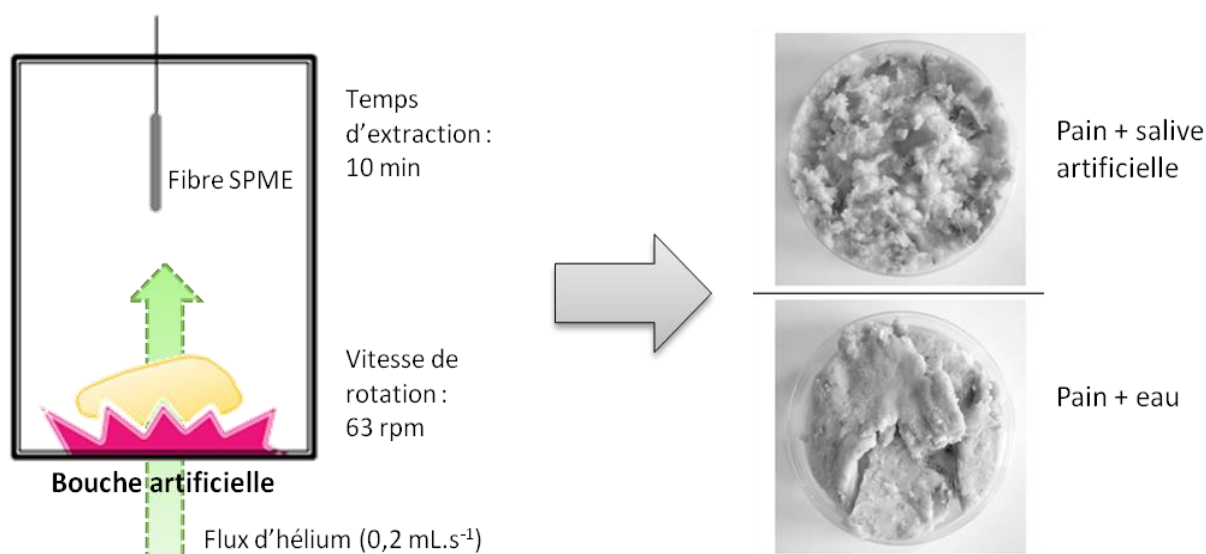 Temps
d'extraction :
10 min
Fibre SPME
Vitesse de
rotation :
63 rpm
Bouche artificielle
Flux d'hélium (0,2 mL.s⁻¹)
Pain + salive
artificielle
Pain + eau